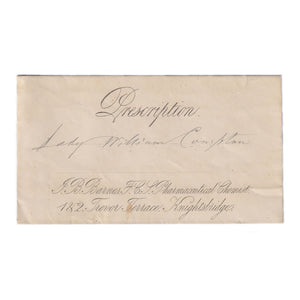 Prescription.
Lady William Compton
J. B. Barnes, F.C.S. Pharmaceutical Chemist.
1 & 2, Trevor Terrace, Knightsbridge.